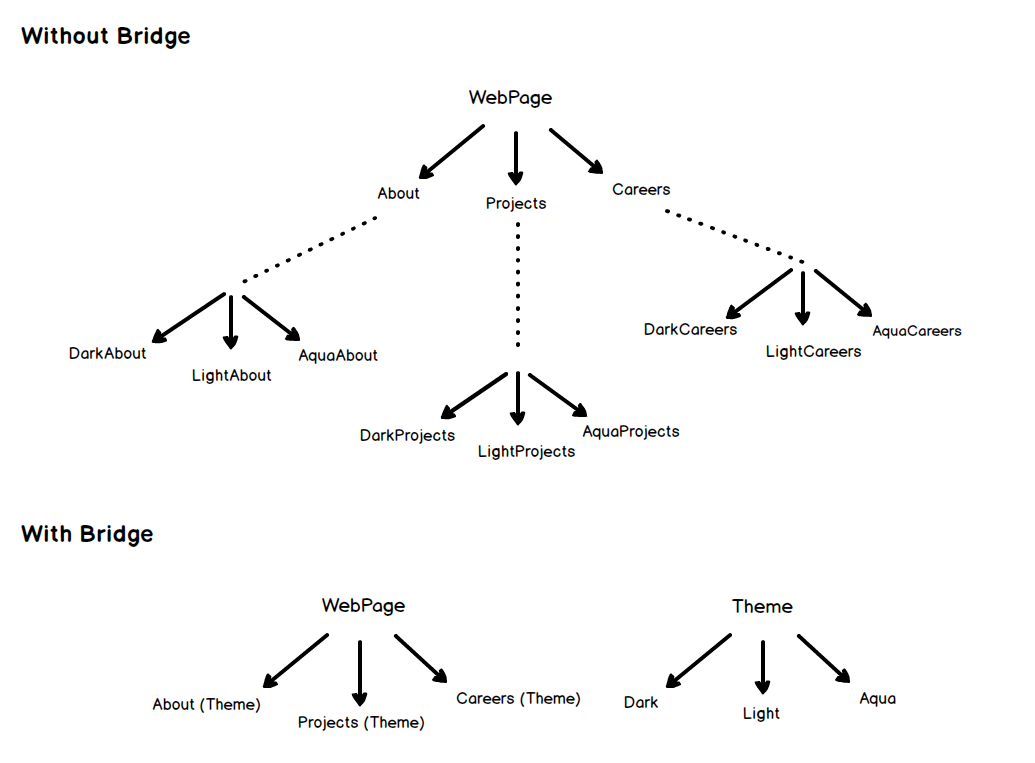 Without Bridge
WebPage
About
Projects
Careers
DarkAbout
LightAbout
AquaAbout
DarkProjects
LightProjects
AquaProjects
DarkCareers
LightCareers
AquaCareers
With Bridge
WebPage
About (Theme)
Projects (Theme)
Careers (Theme)
Theme
Dark
Light
Aqua